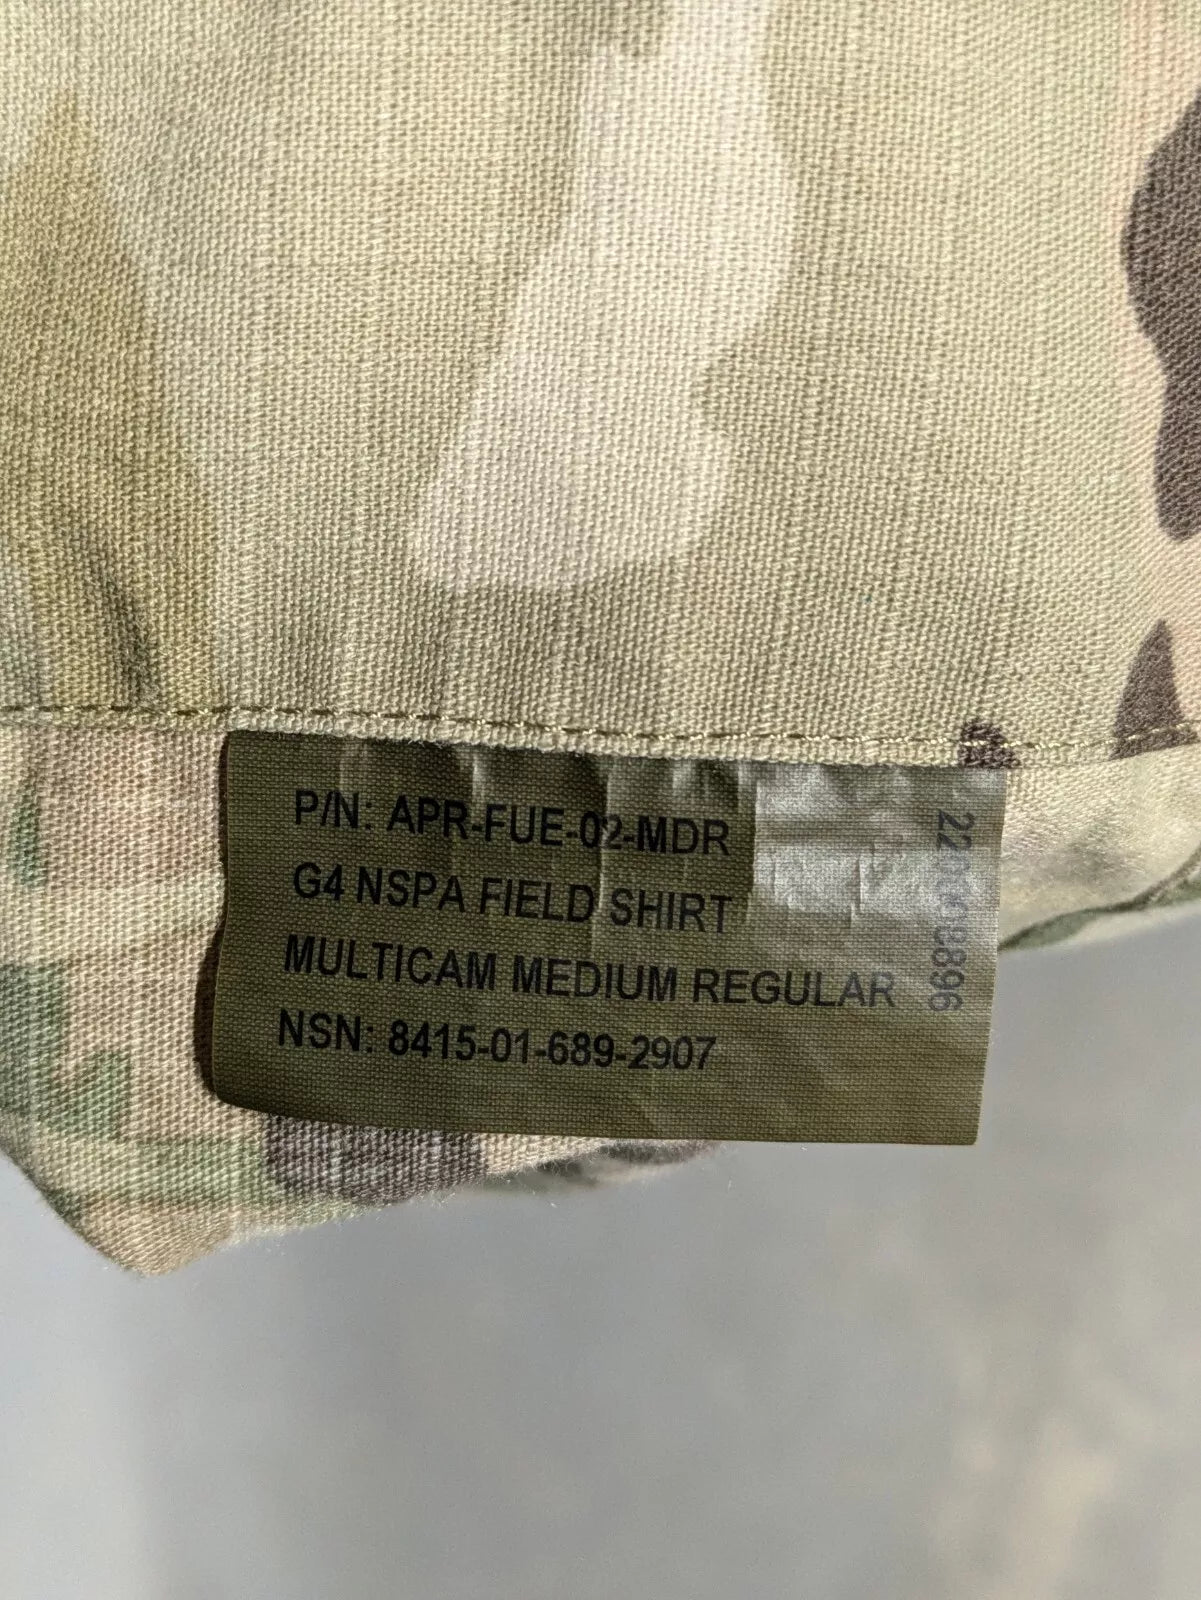 P/N: APR-FUE-02-MDR
G4 NSPA FIELD SHIRT
MULTICAM MEDIUM REGULAR
NSN: 8415-01-689-2907